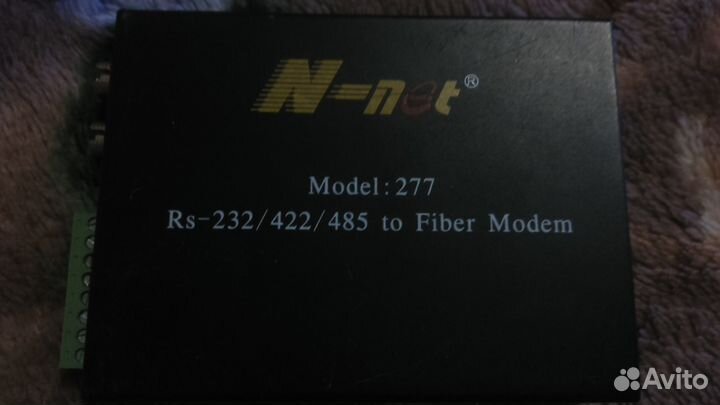 N-net®
Model: 277
Rs-232/422/485 to Fiber Modem
Avito